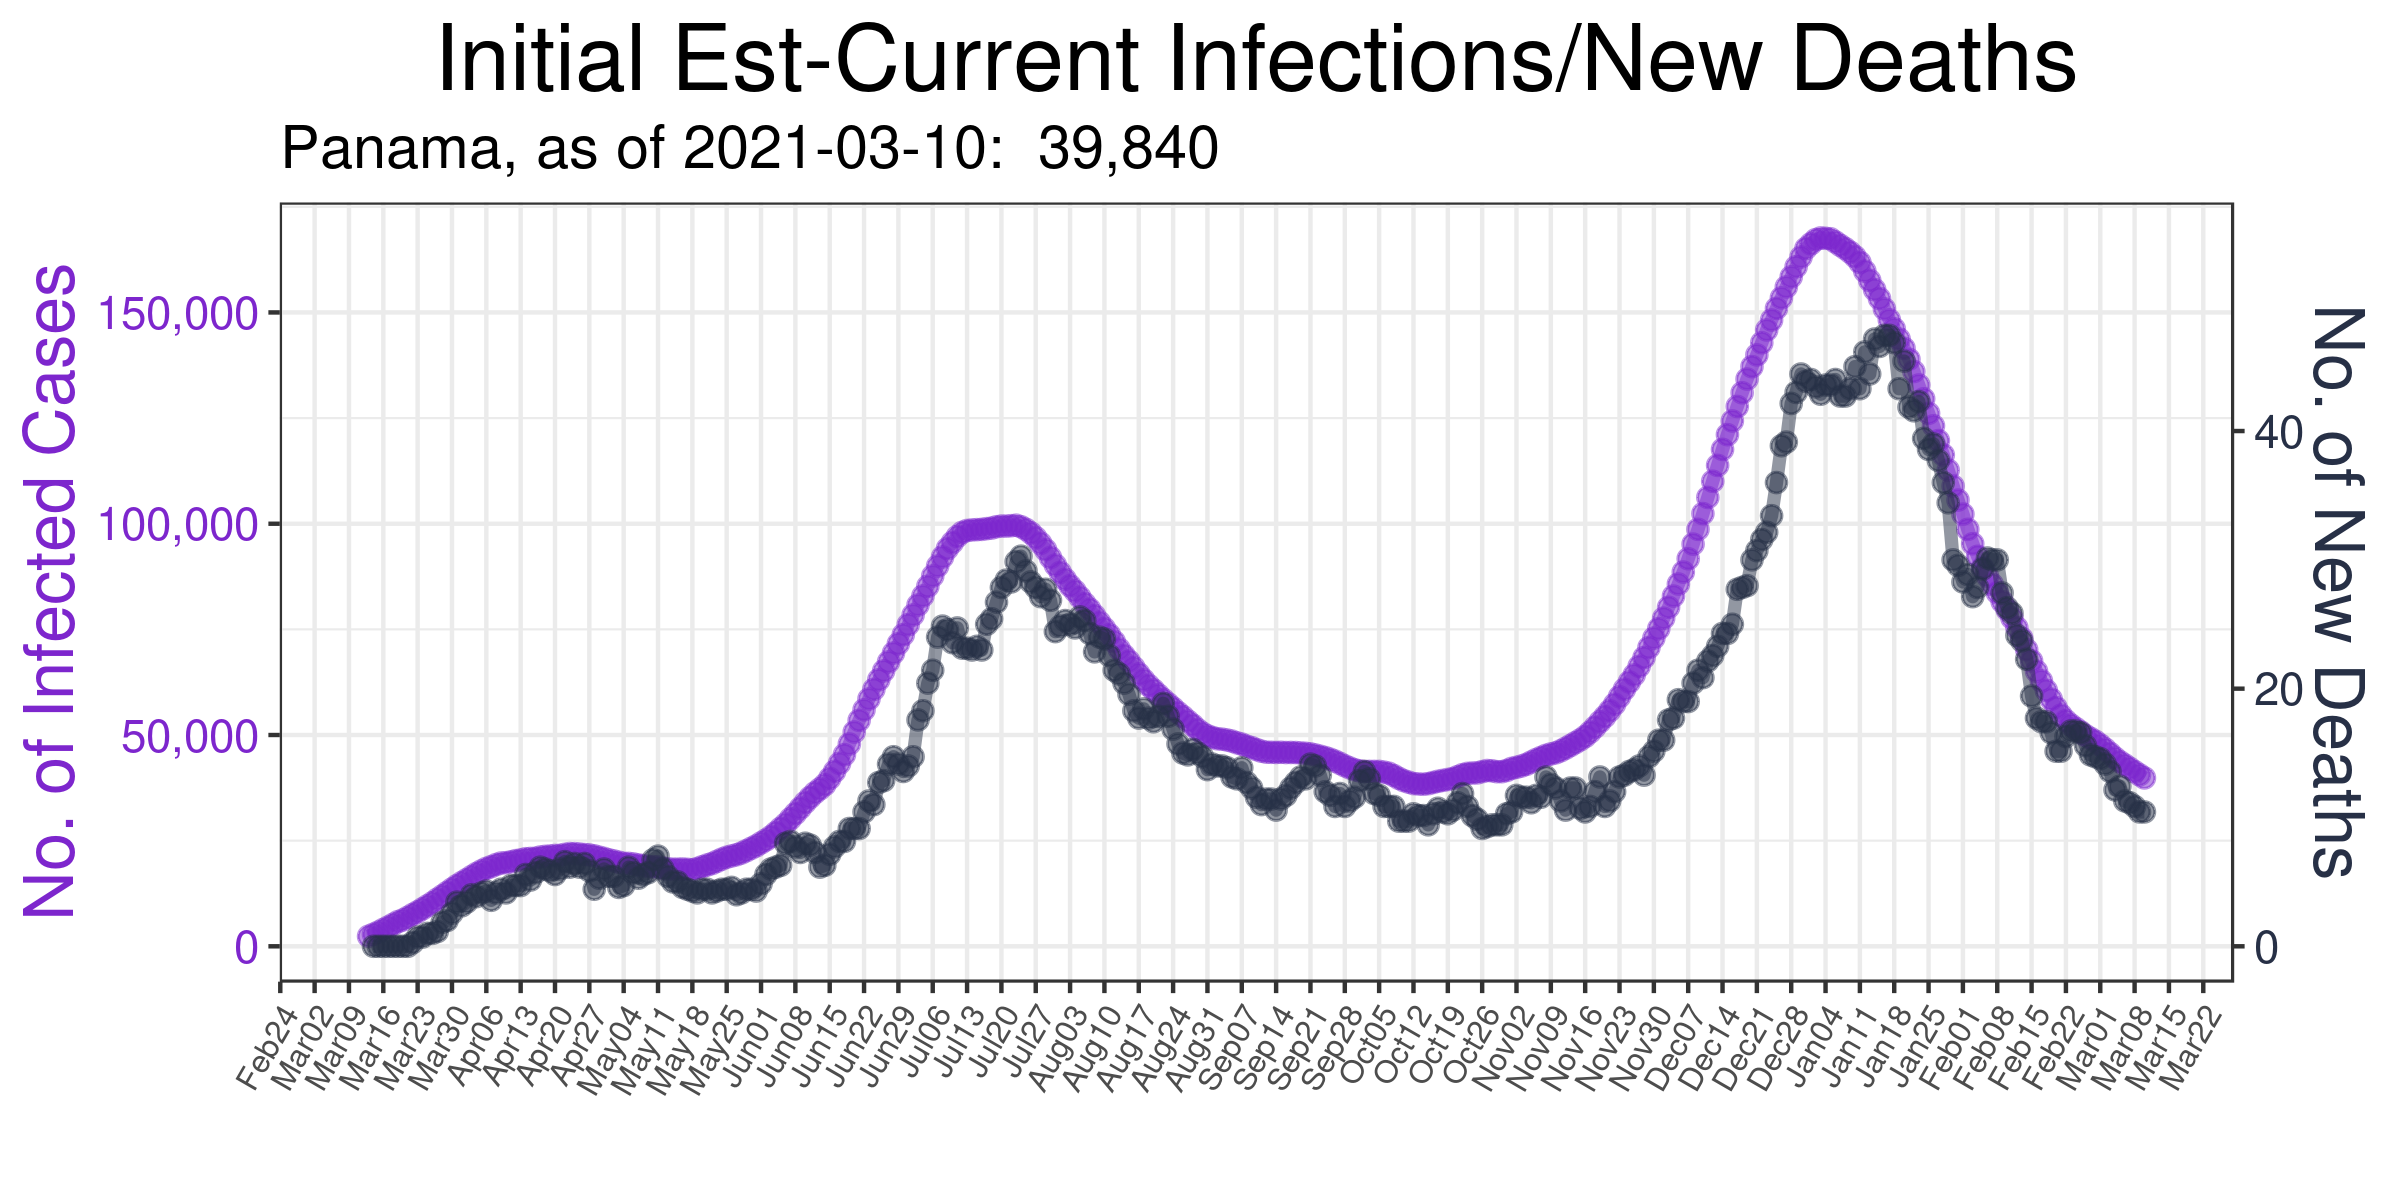 Initial Est-Current Infections/New Deaths
Panama, as of 2021-03-10:  39,840
No. of Infected Cases
150,000
100,000
50,000
0
No. of New Deaths
40
20
0
Feb24
Mar02
Mar09
Mar16
Mar23
Mar30
Apr06
Apr13
Apr20
Apr27
May04
May11
May18
May25
Jun01
Jun08
Jun15
Jun22
Jun29
Jul06
Jul13
Jul20
Jul27
Aug03
Aug10
Aug17
Aug24
Aug31
Sep07
Sep14
Sep21
Sep28
Oct05
Oct12
Oct19
Oct26
Nov02
Nov09
Nov16
Nov23
Nov30
Dec07
Dec14
Dec21
Dec28
Jan04
Jan11
Jan18
Jan25
Feb01
Feb08
Feb15
Feb22
Mar01
Mar08
Mar15
Mar22